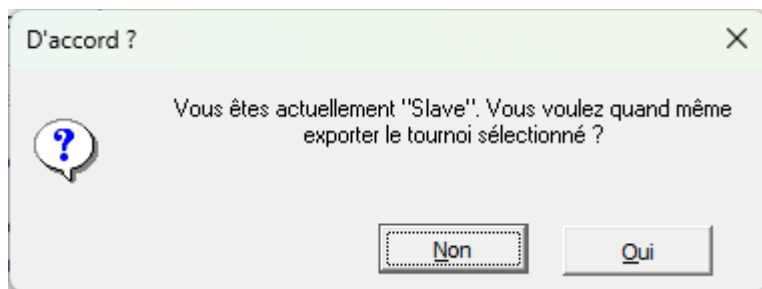 D'accord ?
Vous êtes actuellement "Slave". Vous voulez quand même
exporter le tournoi sélectionné ?
Non
Oui